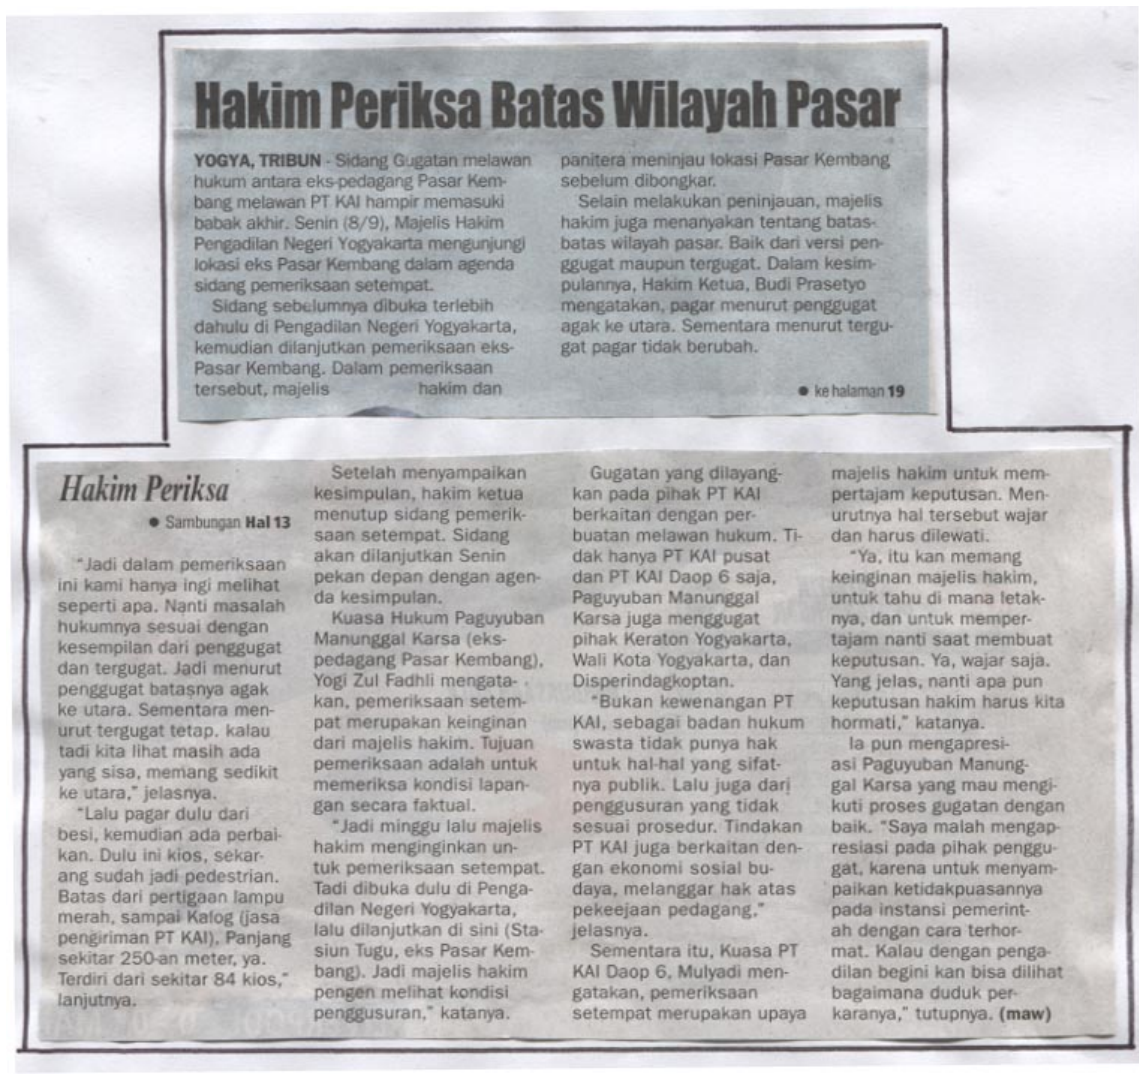 Hakim Periksa Batas Wilayah Pasar
YOGYA, TRIBUN - Sidang Gugatan melawan
hukum antara eks-pedagang Pasar Kem-
bang melawan PT KAI hampir memasuki
babak akhir. Senin (8/9), Majelis Hakim
Pengadilan Negeri Yogyakarta mengunjungi
lokasi eks Pasar Kembang dalam agenda
sidang pemeriksaan setempat.
Sidang sebelumnya dibuka terlebih
dahulu di Pengadilan Negeri Yogyakarta,
kemudian dilanjutkan pemeriksaan eks-
Pasar Kembang. Dalam pemeriksaan
tersebut, majelis hakim dan
panitera meninjau lokasi Pasar Kembang
sebelum dibongkar.
Selain melakukan peninjauan, majelis
hakim juga menanyakan tentang batas-
batas wilayah pasar. Baik dari versi pen-
ggugat maupun tergugat. Dalam kesim-
pulannya, Hakim Ketua, Budi Prasetyo
mengatakan, pagar menurut penggugat
agak ke utara. Sementara menurut tergu-
gat pagar tidak berubah.
● ke halaman 19
Hakim Periksa
● Sambungan Hal 13
"Jadi dalam pemeriksaan
ini kami hanya ingi melihat
seperti apa. Nanti masalah
hukumnya sesuai dengan
kesempilan dari penggugat
dan tergugat. Jadi menurut
penggugat batasnya agak
ke utara. Sementara men-
urut tergugat tetap. kalau
tadi kita lihat masih ada
yang sisa, memang sedikit
ke utara," jelasnya.
"Lalu pagar dulu dari
besi, kemudian ada perbai-
kan. Dulu ini kios, sekar-
ang sudah jadi pedestrian.
Batas dari pertigaan lampu
merah, sampai Kalog (jasa
pengiriman PT KAI), Panjang
sekitar 250-an meter, ya.
Terdiri dari sekitar 84 kios,"
lanjutnya.
Setelah menyampaikan
kesimpulan, hakim ketua
menutup sidang pemerik-
saan setempat. Sidang
akan dilanjutkan Senin
pekan depan dengan agen-
da kesimpulan.
Kuasa Hukum Paguyuban
Manunggal Karsa (eks-
pedagang Pasar Kembang),
Yogi Zul Fadhli mengata-
kan, pemeriksaan setem-
pat merupakan keinginan
dari majelis hakim. Tujuan
pemeriksaan adalah untuk
memeriksa kondisi lapan-
gan secara faktual.
"Jadi minggu lalu majelis
hakim menginginkan un-
tuk pemeriksaan setempat.
Tadi dibuka dulu di Penga-
dilan Negeri Yogyakarta,
lalu dilanjutkan di sini (Sta-
siun Tugu, eks Pasar Kem-
bang). Jadi majelis hakim
pengen melihat kondisi
penggusuran," katanya.
Gugatan yang dilayang-
kan pada pihak PT KAI
berkaitan dengan per-
buatan melawan hukum. Ti-
dak hanya PT KAI pusat
dan PT KAI Daop 6 saja,
Paguyuban Manunggal
Karsa juga menggugat
pihak Keraton Yogyakarta,
Wali Kota Yogyakarta, dan
Disperindagkoptan.
"Bukan kewenangan PT
KAI, sebagai badan hukum
swasta tidak punya hak
untuk hal-hal yang sifat-
nya publik. Lalu juga dari
penggusuran yang tidak
sesuai prosedur. Tindakan
PT KAI juga berkaitan den-
gan ekonomi sosial bu-
daya, melanggar hak atas
pekeejaan pedagang,"
jelasnya.
Sementara itu, Kuasa PT
KAI Daop 6, Mulyadi men-
gatakan, pemeriksaan
setempat merupakan upaya
majelis hakim untuk mem-
pertajam keputusan. Men-
urutnya hal tersebut wajar
dan harus dilewati.
"Ya, itu kan memang
keinginan majelis hakim,
untuk tahu di mana letak-
nya, dan untuk memper-
tajam nanti saat membuat
keputusan. Ya, wajar saja.
Yang jelas, nanti apa pun
keputusan hakim harus kita
hormati," katanya.
Ia pun mengapresi-
asi Paguyuban Manung-
gal Karsa yang mau mengi-
kuti proses gugatan dengan
baik. "Saya malah mengap-
resiasi pada pihak penggu-
gat, karena untuk menyam-
paikan ketidakpuasannya
pada instansi pemerint-
ah dengan cara terhor-
mat. Kalau dengan penga-
dilan begini kan bisa dilihat
bagaimana duduk per-
karanya," tutupnya. (maw)